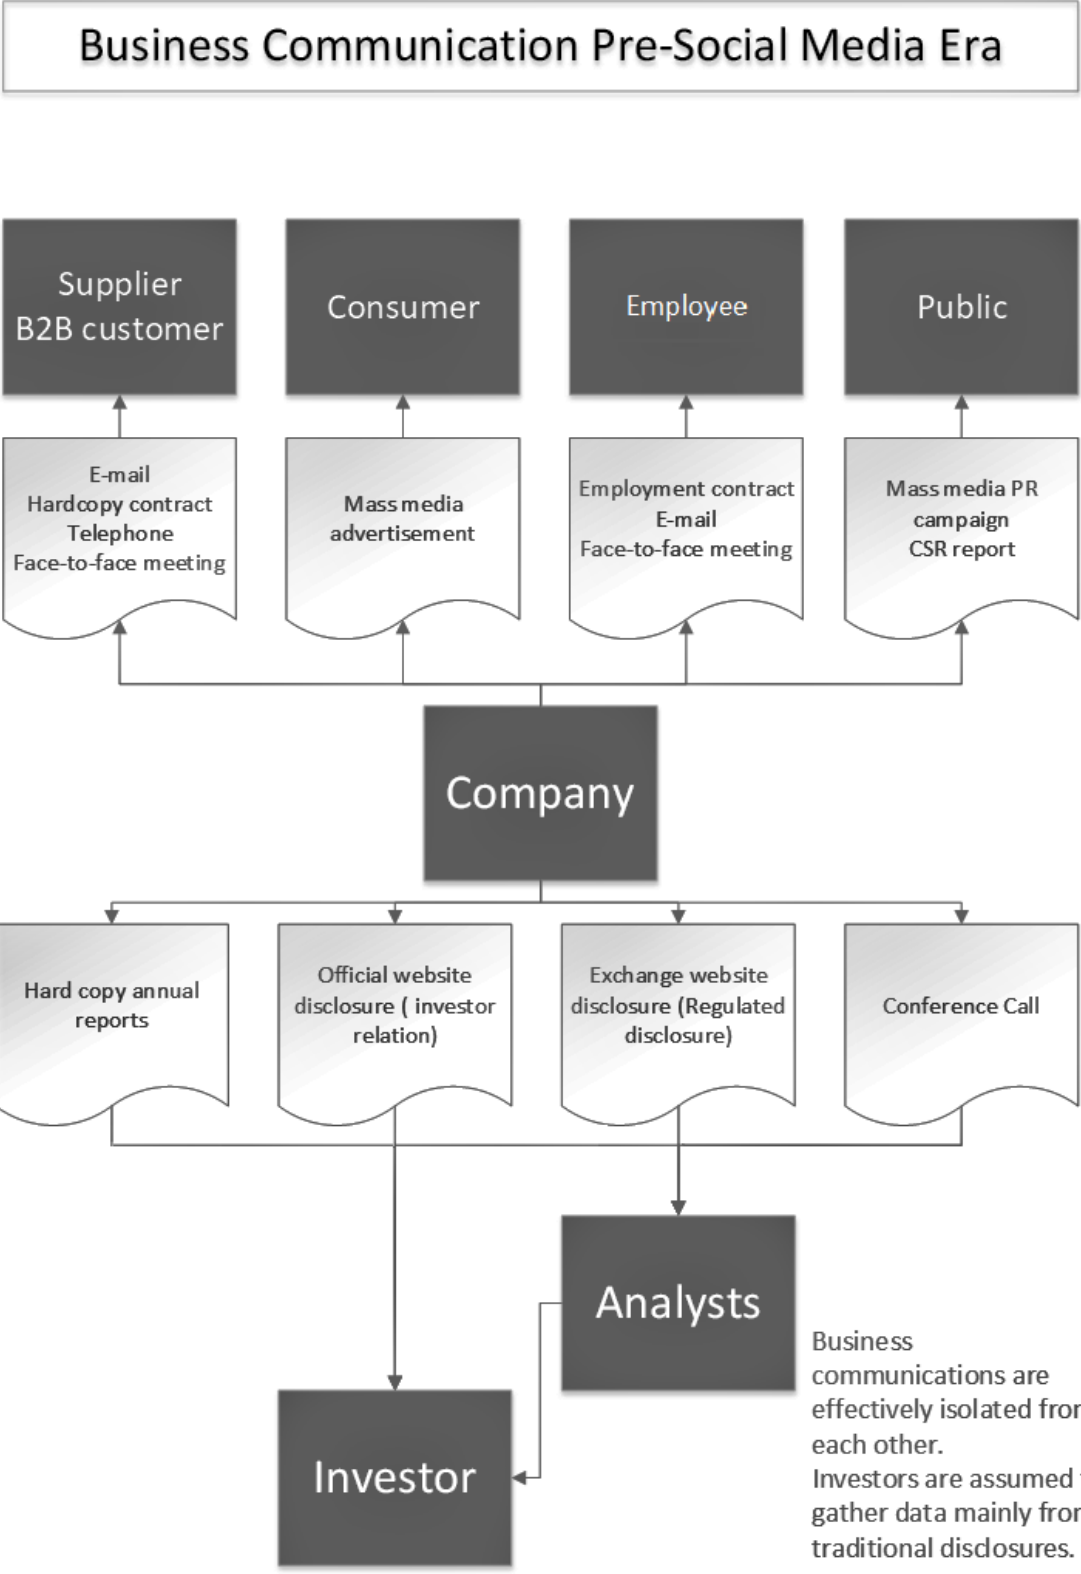 Business Communication Pre-Social Media Era
Supplier
B2B customer
Consumer
Employee
Public
E-mail
Hardcopy contract
Telephone
Face-to-face meeting
Mass media
advertisement
Employment contract
E-mail
Face-to-face meeting
Mass media PR
campaign
CSR report
Company
Hard copy annual
reports
Official website
disclosure ( investor
relation)
Exchange website
disclosure (Regulated
disclosure)
Conference Call
Analysts
Investor
Business
communications are
effectively isolated from
each other.
Investors are assumed
gather data mainly from
traditional disclosures.